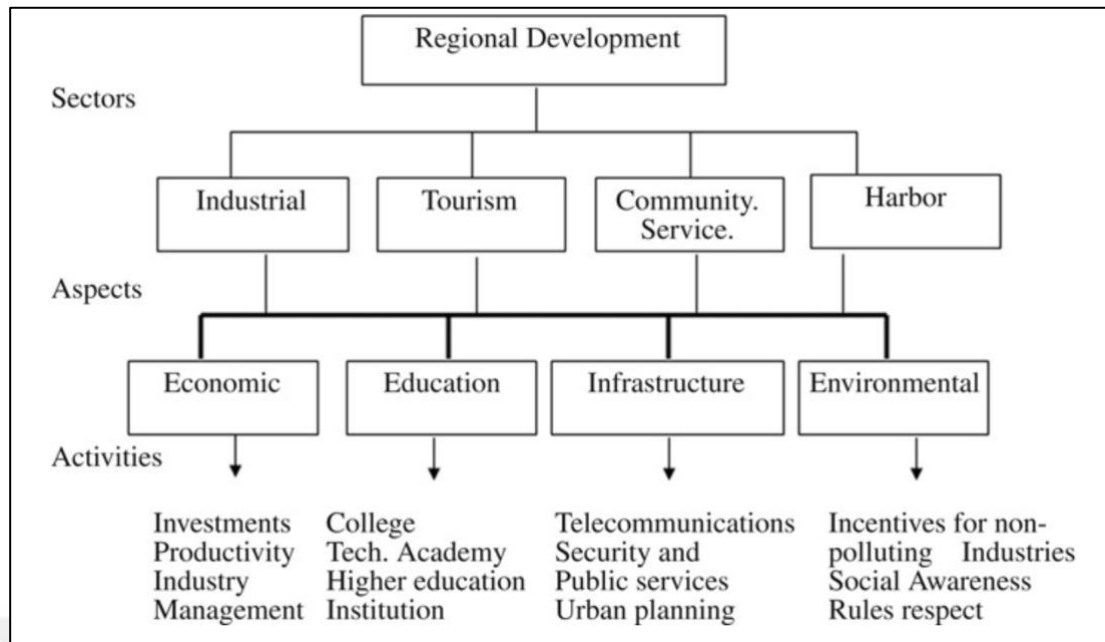 Regional Development
Sectors
Industrial
Tourism
Community.
Service.
Harbor
Aspects
Economic
Education
Infrastructure
Environmental
Activities
Investments
Productivity
Industry
Management
College
Tech. Academy
Higher education
Institution
Telecommunications
Security and
Public services
Urban planning
Incentives for non-
polluting Industries
Social Awareness
Rules respect